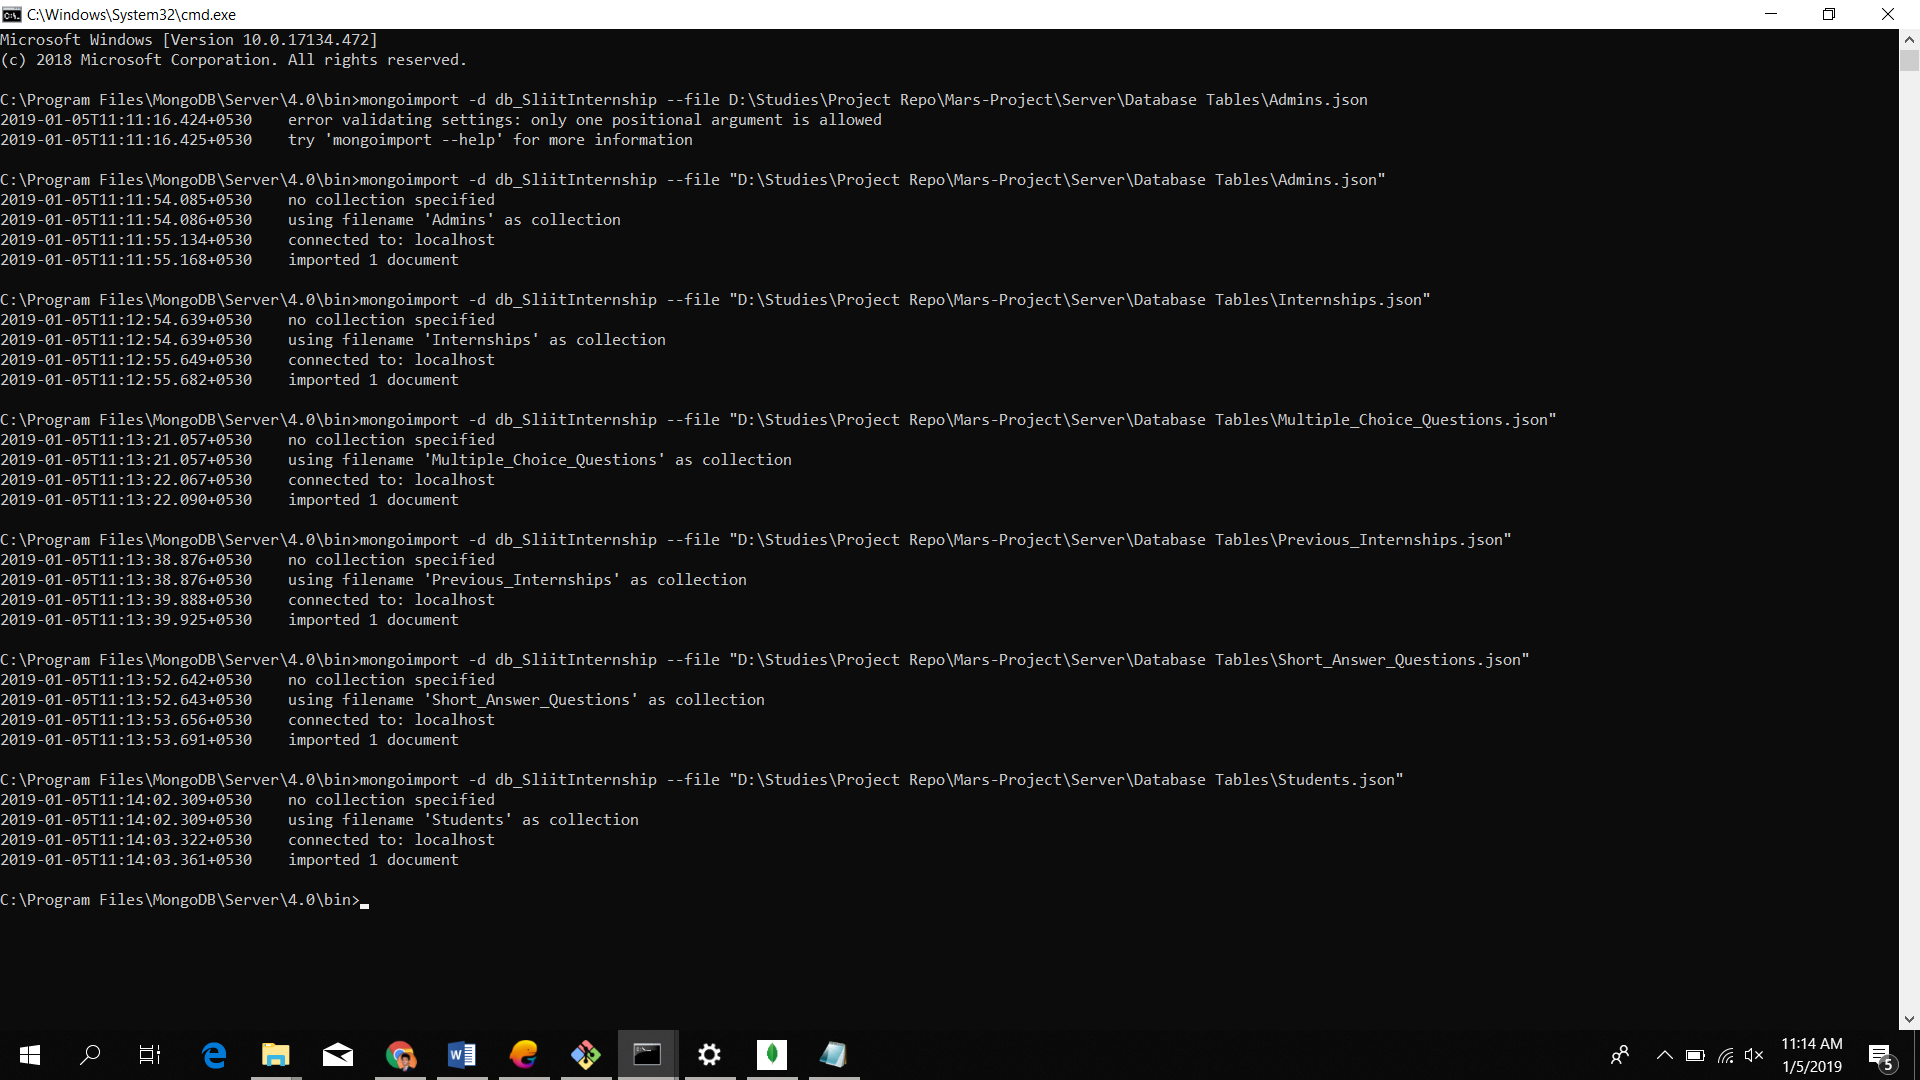 C:\Windows\System32\cmd.exe
Microsoft Windows [Version 10.0.17134.472]
(c) 2018 Microsoft Corporation. All rights reserved.
C:\Program Files\MongoDB\Server\4.0\bin>mongoimport -d db_SliitInternship --file D:\Studies\Project Repo\Mars-Project\Server\Database Tables\Admins.json
2019-01-05T11:11:16.424+0530    error validating settings: only one positional argument is allowed
2019-01-05T11:11:16.425+0530    try 'mongoimport --help' for more information
C:\Program Files\MongoDB\Server\4.0\bin>mongoimport -d db_SliitInternship --file "D:\Studies\Project Repo\Mars-Project\Server\Database Tables\Admins.json"
2019-01-05T11:11:54.085+0530    no collection specified
2019-01-05T11:11:54.086+0530    using filename 'Admins' as collection
2019-01-05T11:11:55.134+0530    connected to: localhost
2019-01-05T11:11:55.168+0530    imported 1 document
C:\Program Files\MongoDB\Server\4.0\bin>mongoimport -d db_SliitInternship --file "D:\Studies\Project Repo\Mars-Project\Server\Database Tables\Internships.json"
2019-01-05T11:12:54.639+0530    no collection specified
2019-01-05T11:12:54.639+0530    using filename 'Internships' as collection
2019-01-05T11:12:55.649+0530    connected to: localhost
2019-01-05T11:12:55.682+0530    imported 1 document
C:\Program Files\MongoDB\Server\4.0\bin>mongoimport -d db_SliitInternship --file "D:\Studies\Project Repo\Mars-Project\Server\Database Tables\Multiple_Choice_Questions.json"
2019-01-05T11:13:21.057+0530    no collection specified
2019-01-05T11:13:21.057+0530    using filename 'Multiple_Choice_Questions' as collection
2019-01-05T11:13:22.067+0530    connected to: localhost
2019-01-05T11:13:22.090+0530    imported 1 document
C:\Program Files\MongoDB\Server\4.0\bin>mongoimport -d db_SliitInternship --file "D:\Studies\Project Repo\Mars-Project\Server\Database Tables\Previous_Internships.json"
2019-01-05T11:13:38.876+0530    no collection specified
2019-01-05T11:13:38.876+0530    using filename 'Previous_Internships' as collection
2019-01-05T11:13:39.888+0530    connected to: localhost
2019-01-05T11:13:39.925+0530    imported 1 document
C:\Program Files\MongoDB\Server\4.0\bin>mongoimport -d db_SliitInternship --file "D:\Studies\Project Repo\Mars-Project\Server\Database Tables\Short_Answer_Questions.json"
2019-01-05T11:13:52.642+0530    no collection specified
2019-01-05T11:13:52.643+0530    using filename 'Short_Answer_Questions' as collection
2019-01-05T11:13:53.656+0530    connected to: localhost
2019-01-05T11:13:53.691+0530    imported 1 document
C:\Program Files\MongoDB\Server\4.0\bin>mongoimport -d db_SliitInternship --file "D:\Studies\Project Repo\Mars-Project\Server\Database Tables\Students.json"
2019-01-05T11:14:02.309+0530    no collection specified
2019-01-05T11:14:02.309+0530    using filename 'Students' as collection
2019-01-05T11:14:03.322+0530    connected to: localhost
2019-01-05T11:14:03.361+0530    imported 1 document
C:\Program Files\MongoDB\Server\4.0\bin>
11:14 AM
1/5/2019
5